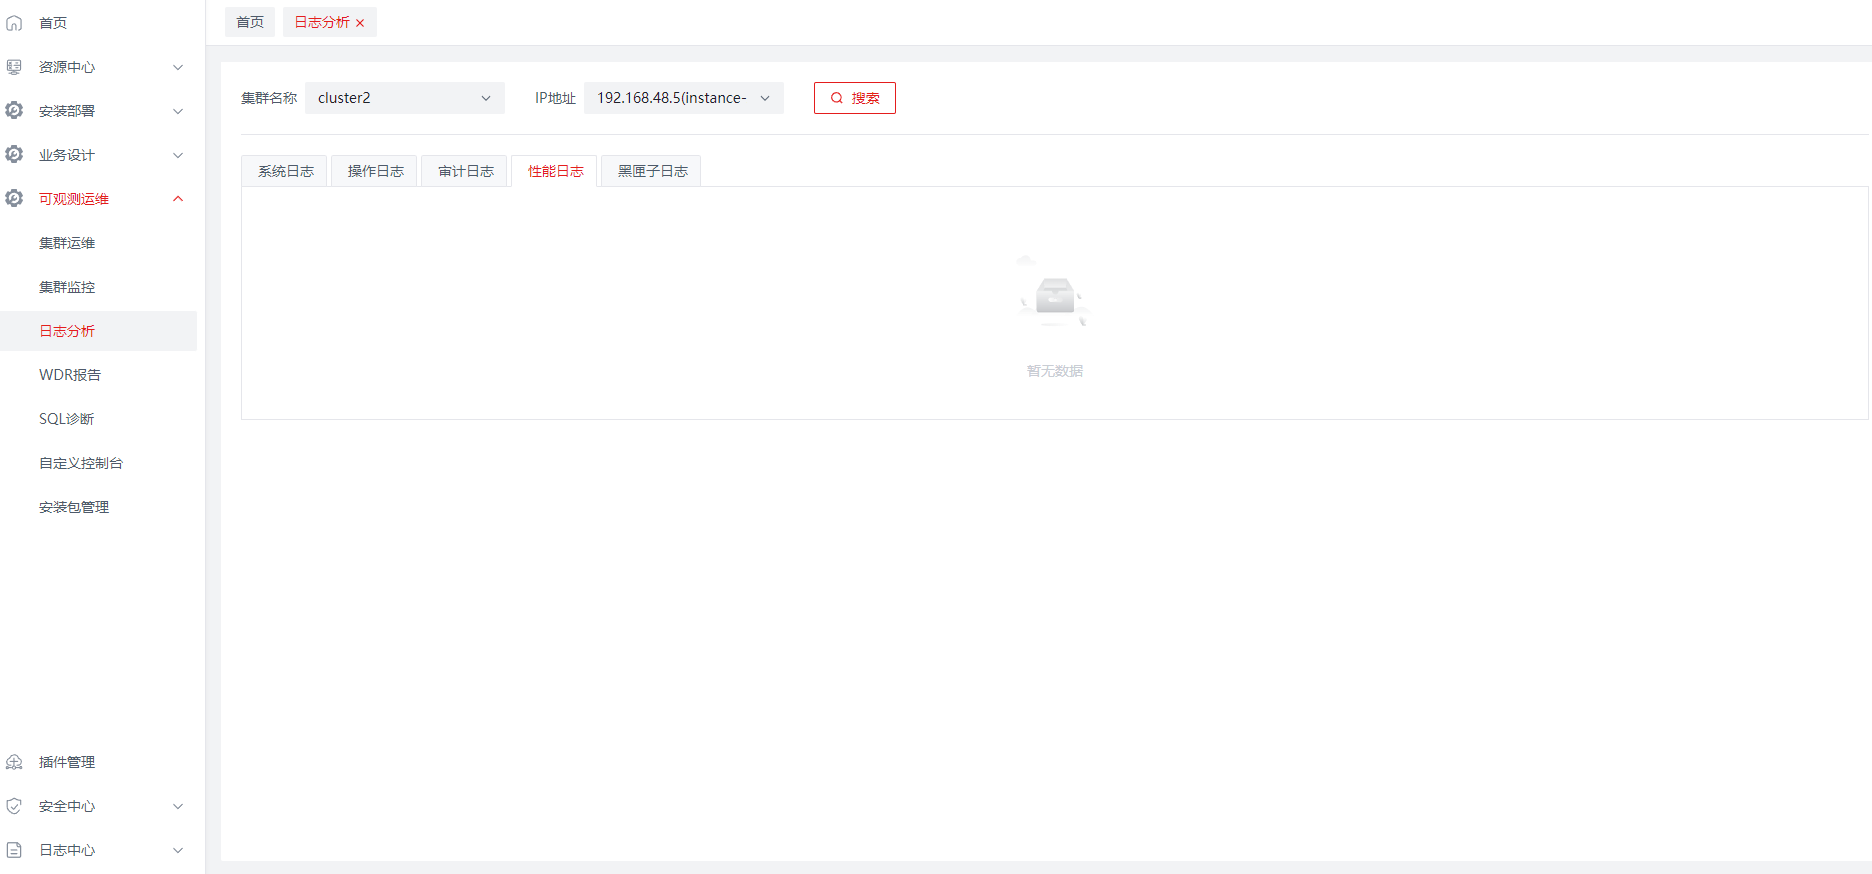 首页
资源中心
安装部署
业务设计
可观测运维
集群运维
集群监控
日志分析
WDR报告
SQL诊断
自定义控制台
安装包管理
插件管理
安全中心
日志中心
首页 日志分析
集群名称 cluster2 IP地址 192.168.48.5(instance- 搜索
系统日志 操作日志 审计日志 性能日志 黑匣子日志
暂无数据